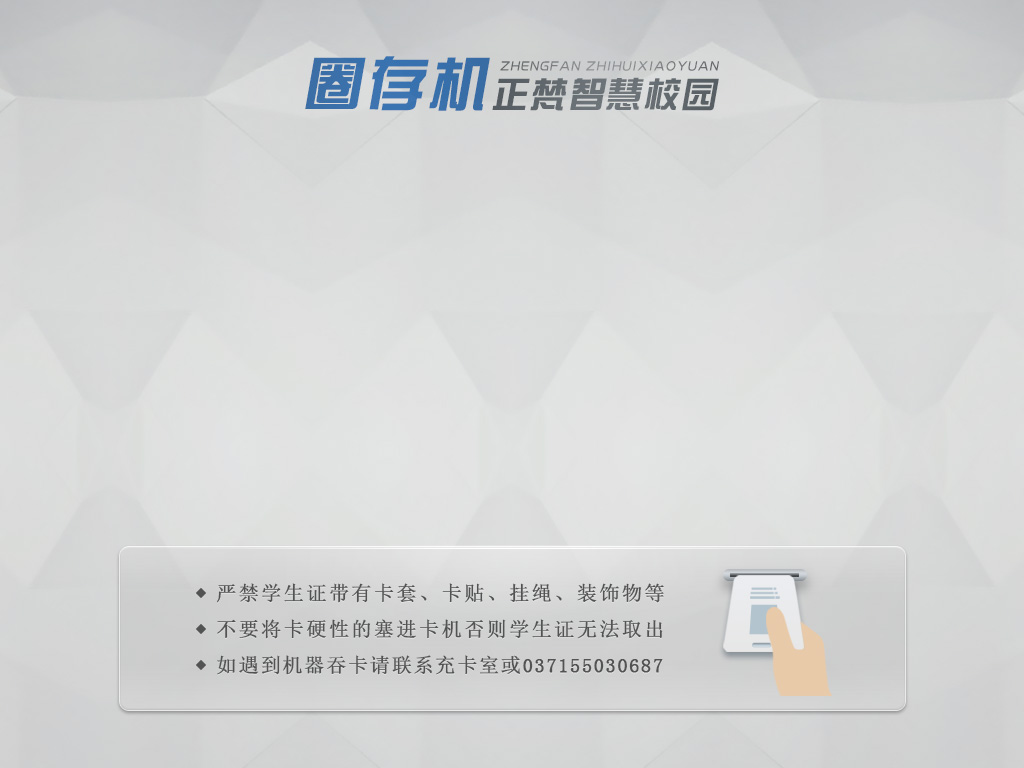 圈存机
ZHENGFAN ZHIHUIXIAOYUAN
正梵智慧校园
◆ 严禁学生证带有卡套、卡贴、挂绳、装饰物等
◆ 不要将卡硬性的塞进卡机否则学生证无法取出
◆ 如遇到机器吞卡请联系充卡室或037155030687